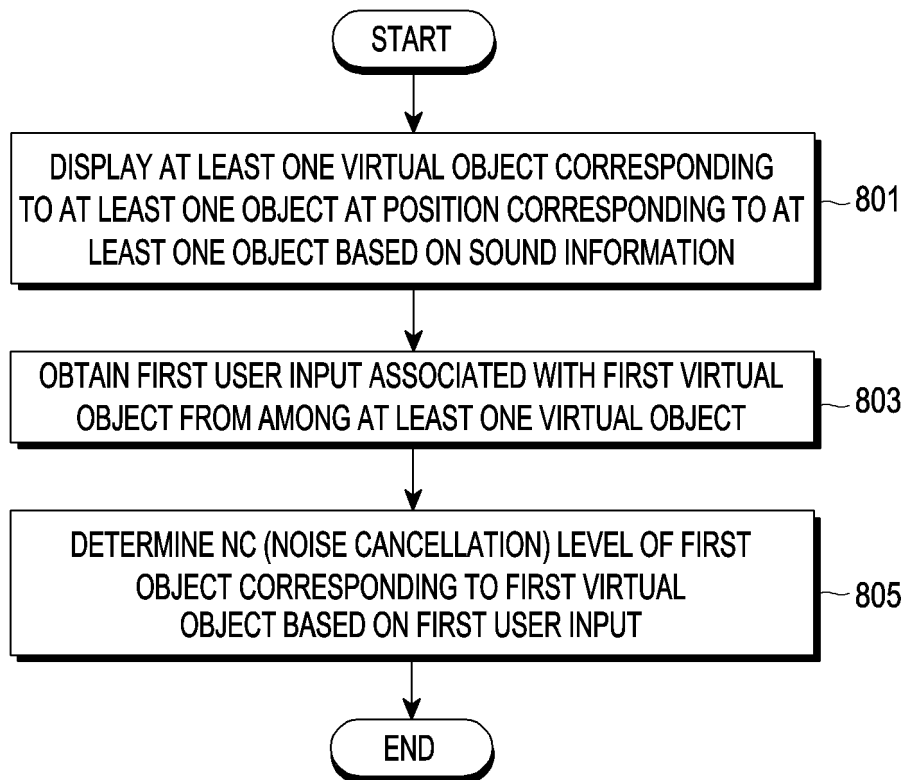 START
DISPLAY AT LEAST ONE VIRTUAL OBJECT CORRESPONDING
TO AT LEAST ONE OBJECT AT POSITION CORRESPONDING TO AT
LEAST ONE OBJECT BASED ON SOUND INFORMATION
801
OBTAIN FIRST USER INPUT ASSOCIATED WITH FIRST VIRTUAL
OBJECT FROM AMONG AT LEAST ONE VIRTUAL OBJECT
803
DETERMINE NC (NOISE CANCELLATION) LEVEL OF FIRST
OBJECT CORRESPONDING TO FIRST VIRTUAL
OBJECT BASED ON FIRST USER INPUT
805
END